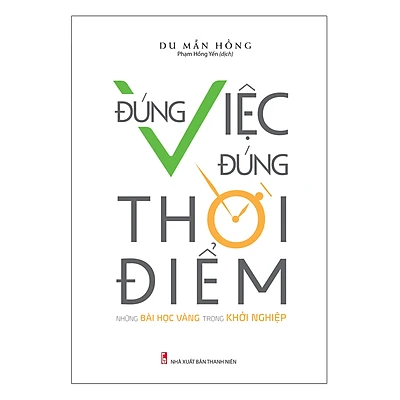 DU MẪN HỒNG
Phạm Hồng Yến (dịch)
ĐÚNG VIỆC
ĐÚNG
THỜI
ĐIỂM
NHỮNG BÀI HỌC VÀNG TRONG KHỞI NGHIỆP
NHÀ XUẤT BẢN THANH NIÊN